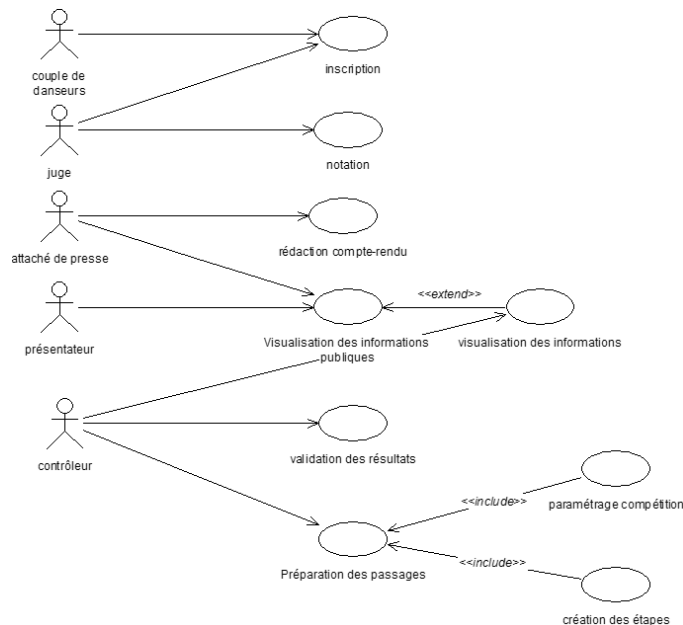 couple de
danseurs
inscription
juge
notation
attaché de presse
rédaction compte-rendu
présentateur
<<extend>>
Visualisation des informations
publiques
visualisation des informations
contrôleur
validation des résultats
<<include>>
paramétrage compétition
Préparation des passages
<<include>>
création des étapes